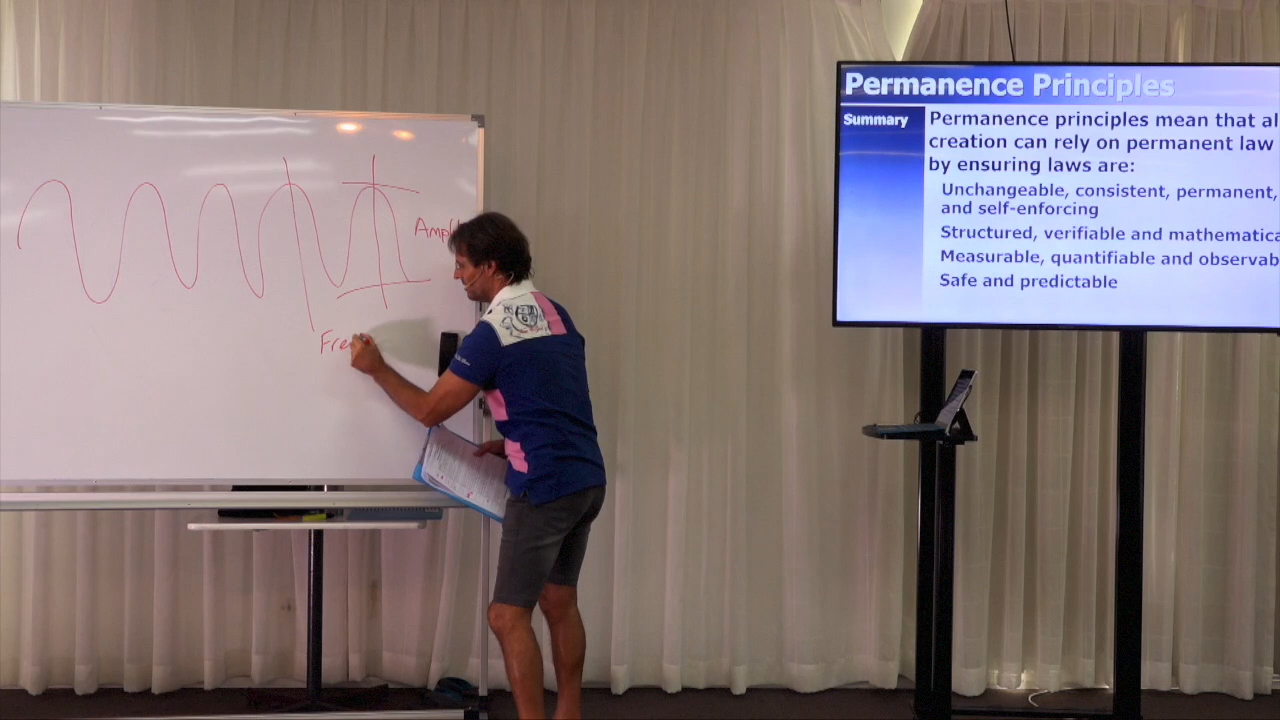 Ampl
Fre
Permanence Principles
Summary
Permanence principles mean that al
creation can rely on permanent law
by ensuring laws are:
Unchangeable, consistent, permanent,
and self-enforcing
Structured, verifiable and mathematica
Measurable, quantifiable and observab
Safe and predictable